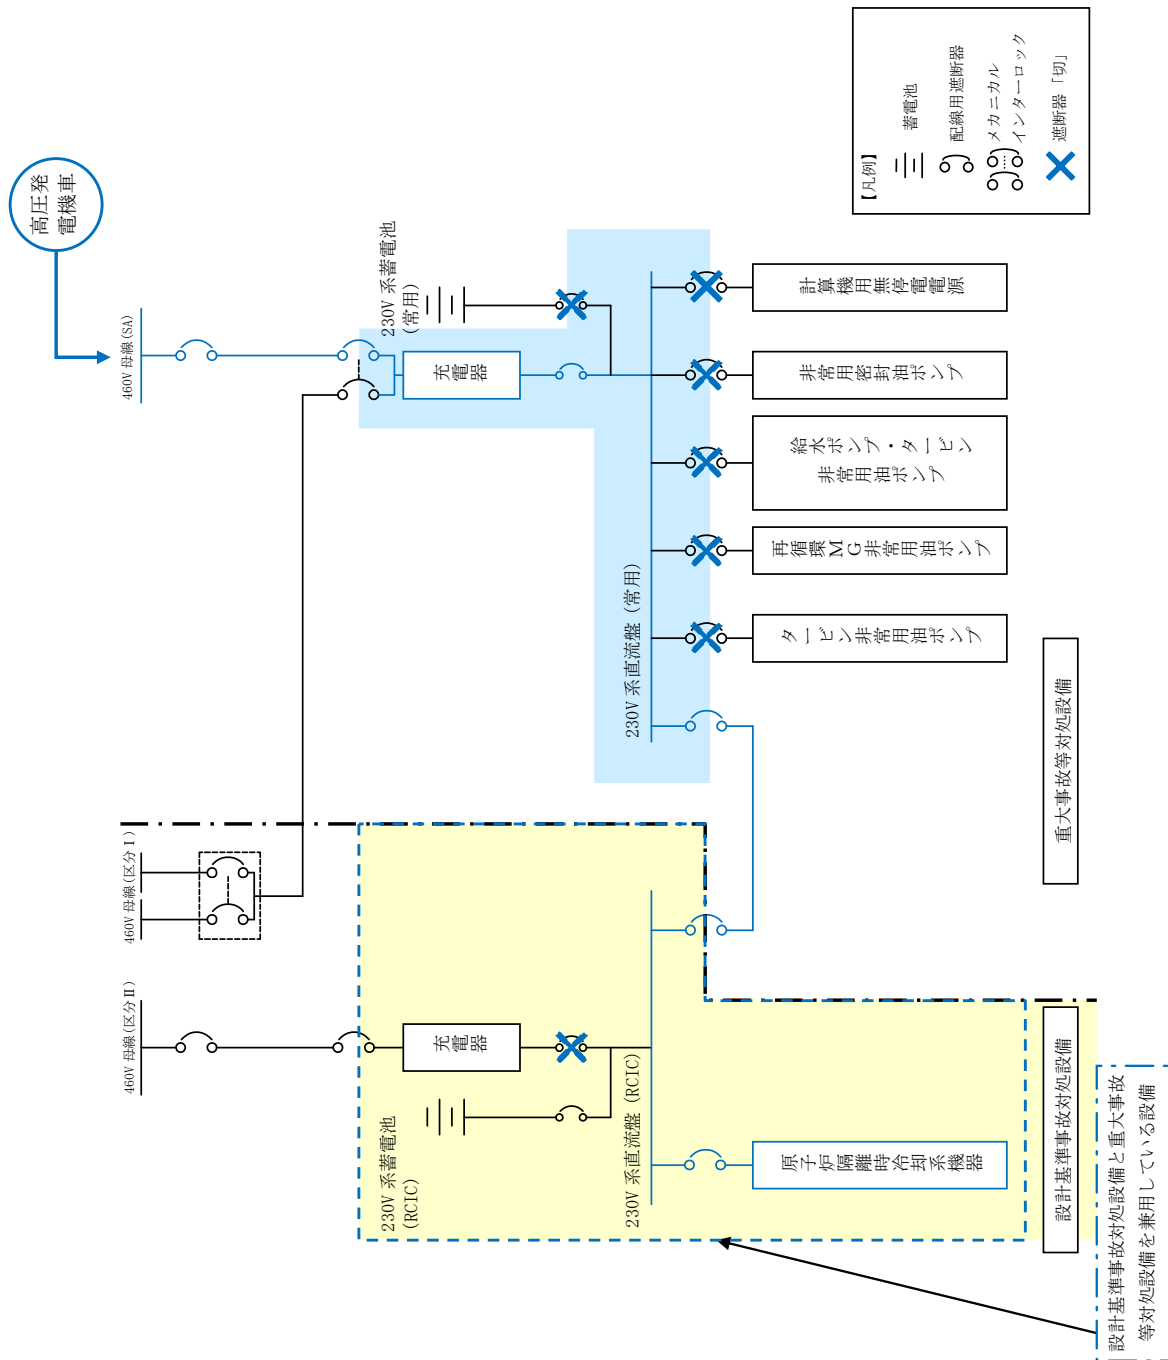 高圧発
電機車
460V 母線(SA)
460V 母線(区分Ⅰ)
460V 母線(区分Ⅱ)
230V 系蓄電池
(常用)
充電器
230V 系直流盤 (常用)
計算機用無停電電源
非常用密封油ポンプ
給水ポンプ・タービン
非常用油ポンプ
再循環MG非常用油ポンプ
タービン非常用油ポンプ
充電器
230V 系蓄電池
(RCIC)
230V 系直流盤 (RCIC)
原子炉隔離時冷却系機器
重大事故等対処設備
設計基準事故対処設備
設計基準事故対処設備と重大事故
等対処設備を兼用している設備
【凡例】
蓄電池
配線用遮断器
メカニカル
インターロック
遮断器「切」